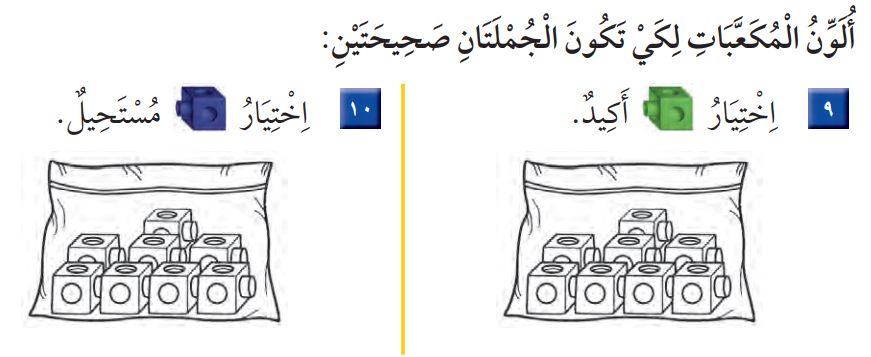 أُلَوِّنُ الْمُكَعَّبَاتِ لِكَيْ تَكُونَ الْجُمْلَتَانِ صَحِيحَتَيْنِ:
٩ اِخْتِيَارُ أَكِيدٌ.
١٠ اِخْتِيَارُ مُسْتَحِيلٌ.